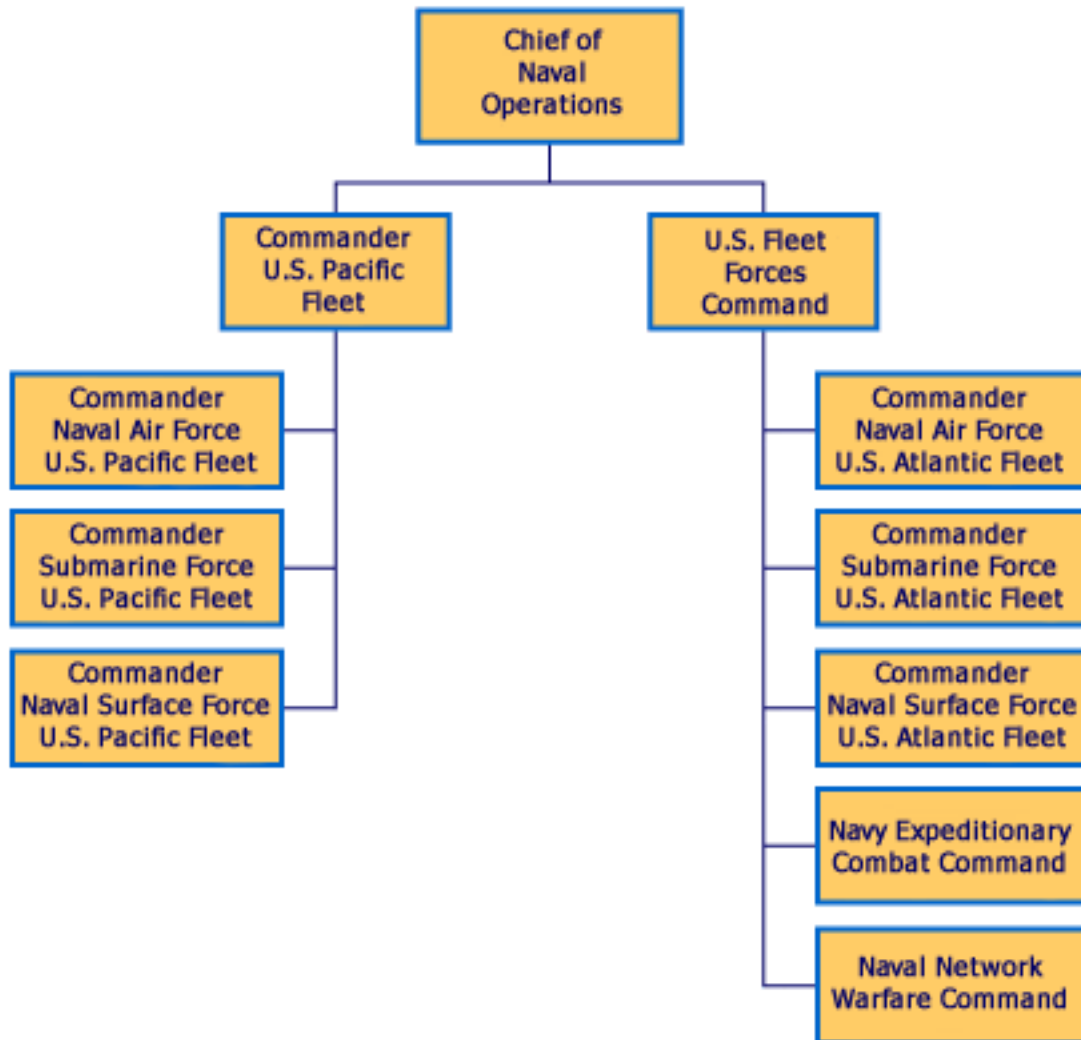 Chief of
Naval
Operations
Commander
U.S. Pacific
Fleet
U.S. Fleet
Forces
Command
Commander
Naval Air Force
U.S. Pacific Fleet
Commander
Submarine Force
U.S. Pacific Fleet
Commander
Naval Surface Force
U.S. Pacific Fleet
Commander
Naval Air Force
U.S. Atlantic Fleet
Commander
Submarine Force
U.S. Atlantic Fleet
Commander
Naval Surface Force
U.S. Atlantic Fleet
Navy Expeditionary
Combat Command
Naval Network
Warfare Command